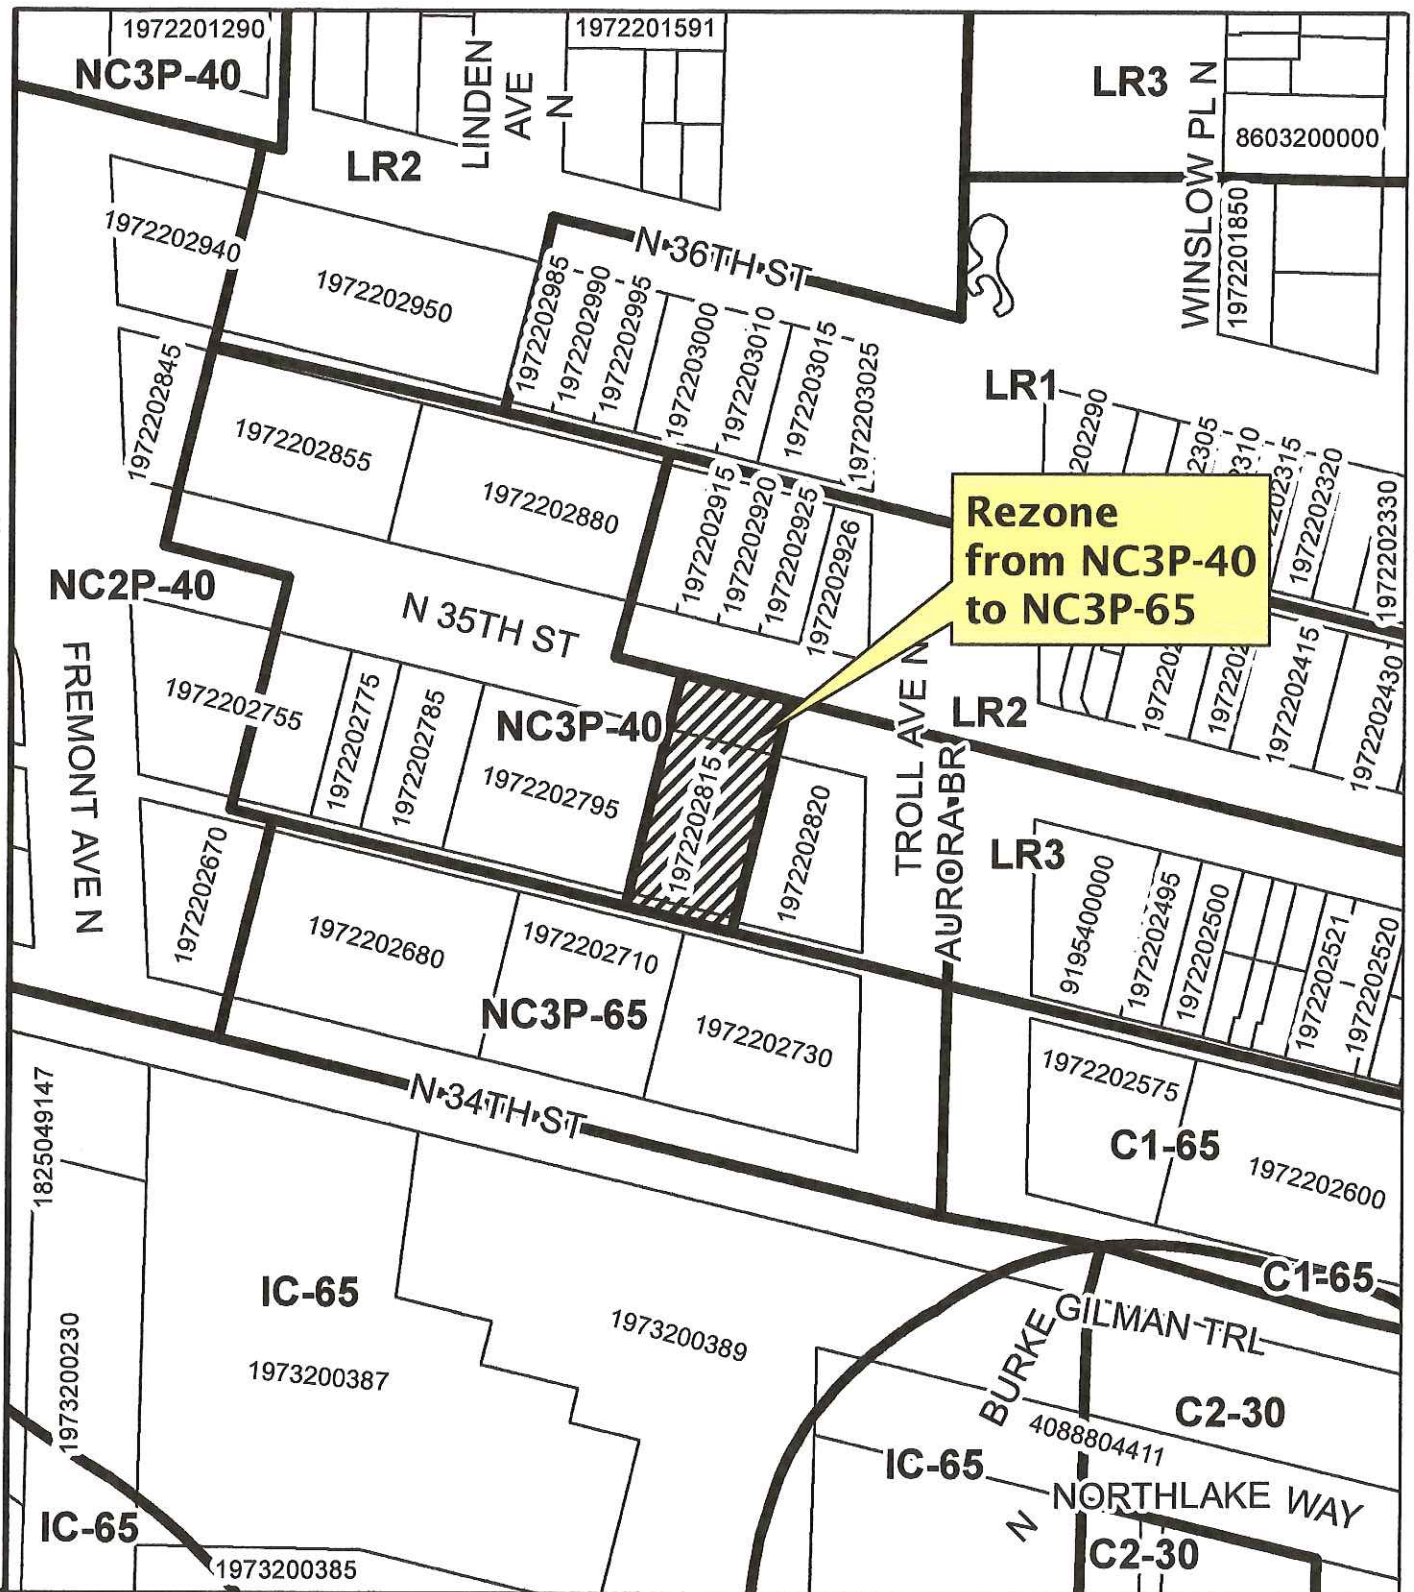 1972201290
NC3P-40
LINDEN
AVE
N
1972201591
LR3
WINSLOW PL N
8603200000
1972201850
LR2
1972202940
1972202950
N 36TH ST
1972202985
1972202990
1972202995
1972203000
1972203010
1972203015
1972203025
LR1
1972202845
1972202855
1972202880
1972202915
1972202920
1972202925
1972202926
202290
2305
2310
202315
1972202320
1972202330
Rezone
from NC3P-40
to NC3P-65
NC2P-40
N 35TH ST
FREMONT AVE N
1972202755
1972202775
1972202785
NC3P-40
1972202795
1972202815
1972202820
TROLL AVE N
AURORA BR
LR2
1972202415
1972202430
LR3
9195400000
1972202495
1972202500
1972202521
1972202520
1972202670
1972202680
1972202710
NC3P-65
1972202730
N 34TH ST
1972202575
C1-65
1972202600
1825049147
1973200230
IC-65
1973200387
1973200389
C1-65
BURKE GILMAN TRL
C2-30
4088804411
IC-65
N NORTHLAKE WAY
C2-30
IC-65
1973200385